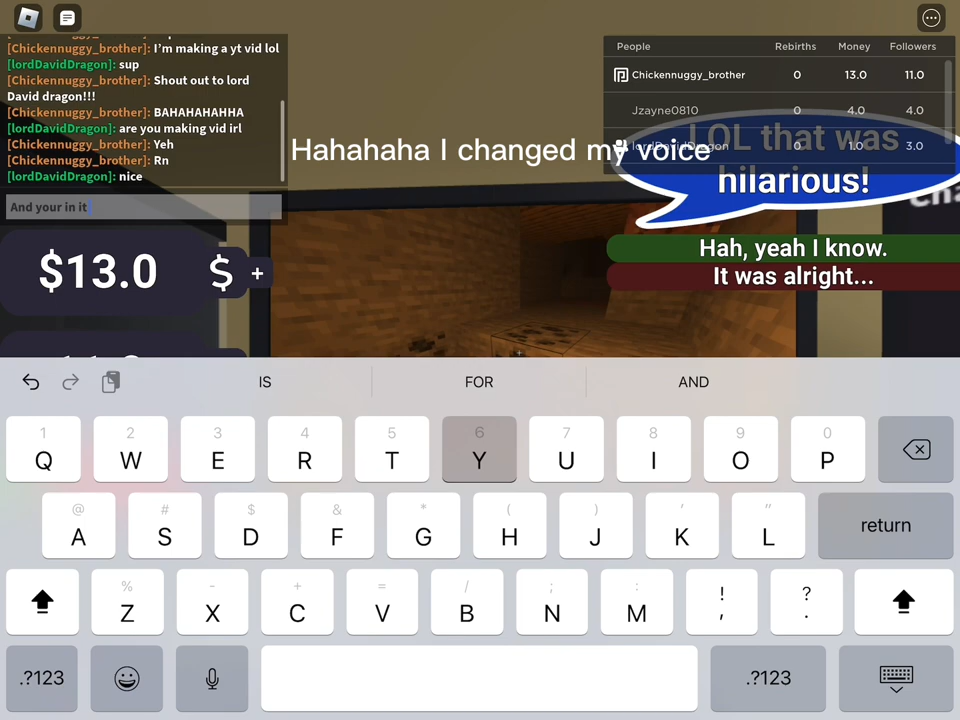 [Chickennuggy_brother]: I'm making a yt vid lol
[lordDavidDragon]: sup
[Chickennuggy_brother]: Shout out to lord
David dragon!!!
[Chickennuggy_brother]: BAHAHAHAHHA
[lordDavidDragon]: are you making vid irl
[Chickennuggy_brother]: Yeh
[Chickennuggy_brother]: Rn
[lordDavidDragon]: nice
And your in it
People Rebirths Money Followers
Chickennuggy_brother 0 13.0 11.0
Jzayne0810 0 4.0 4.0
lordDavidDragon 0 1.0 3.0
Hahahaha I changed my voice
LOL that was
hilarious!
Hah, yeah I know.
It was alright...
$13.0 $ +
IS FOR AND
1 2 3 4 5 6 7 8 9 0
Q W E R T Y U I O P
@ # $ & * ( ) ' "
A S D F G H J K L return
% - + = / ; : ! ?
Z X C V B N M , .
.?123 .?123